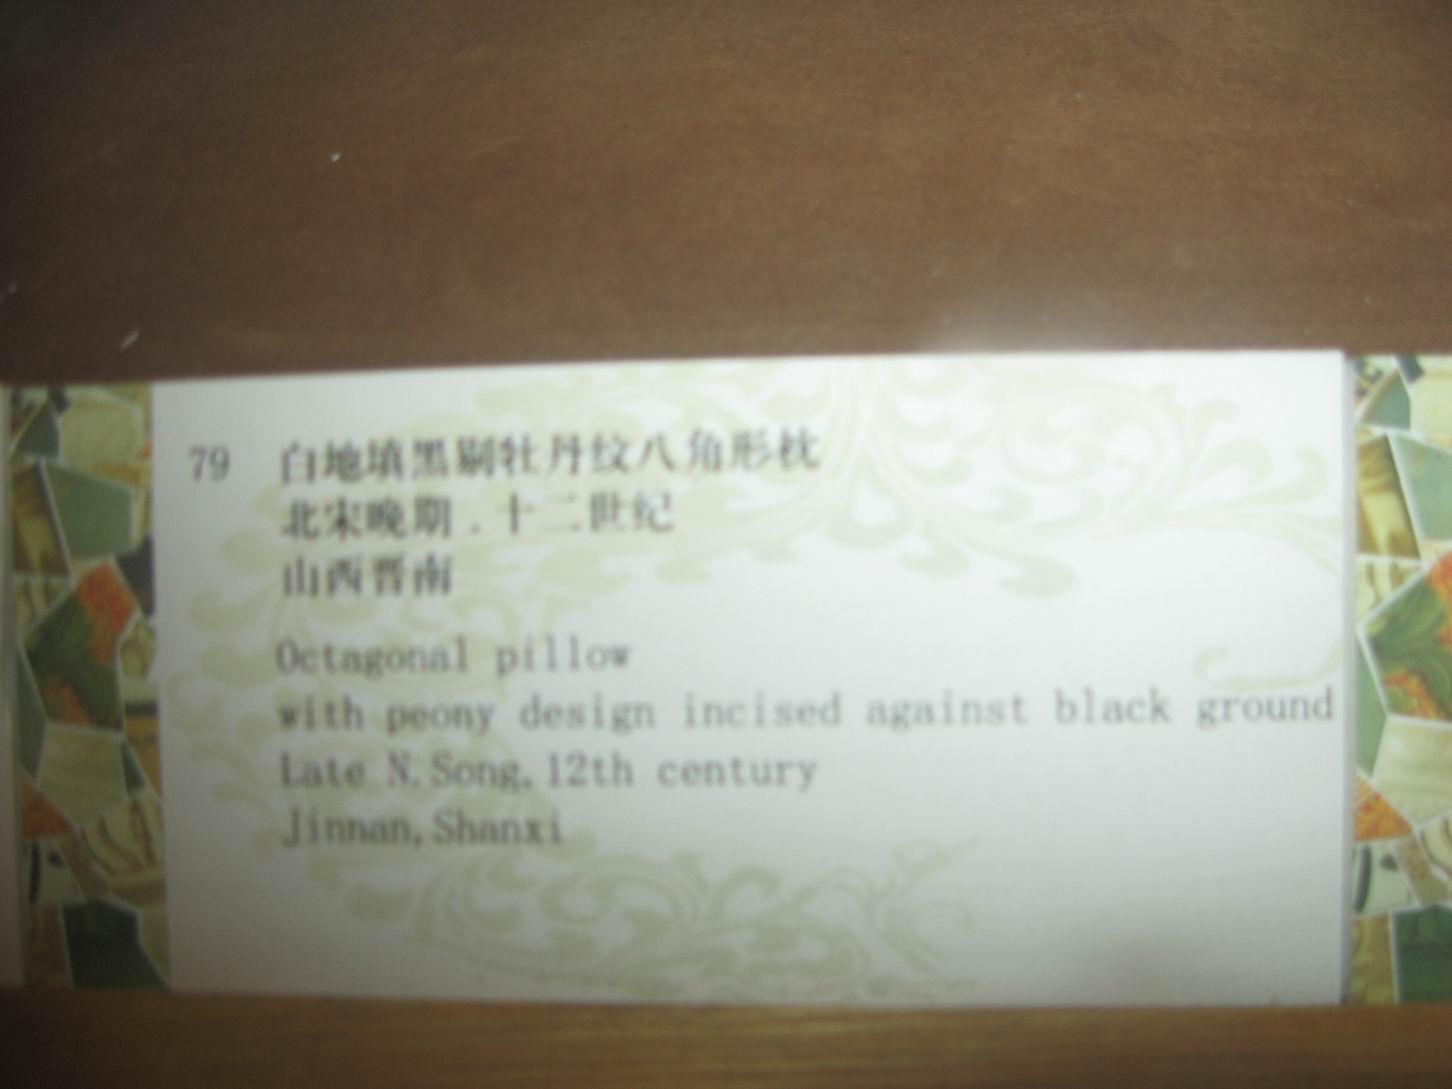 79 白地填黑剔牡丹纹八角形枕
北宋晚期．十二世纪
山西晋南
Octagonal pillow
with peony design incised against black ground
Late N. Song, 12th century
Jinnan, Shanxi